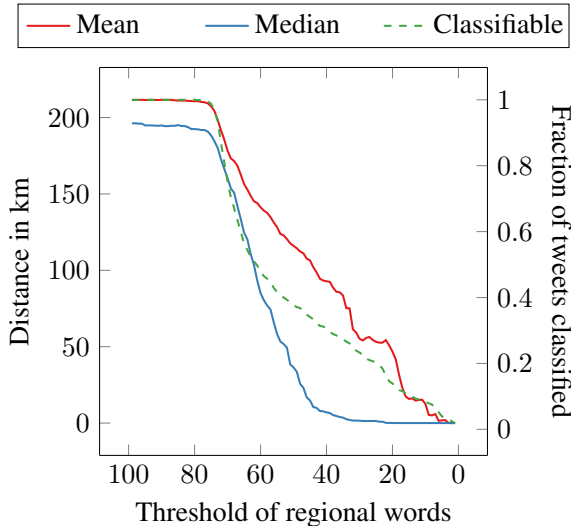 Mean Median Classifiable
200
150
100
50
0
Distance in km
1
0.8
0.6
0.4
0.2
0
Fraction of tweets classified
100 80 60 40 20 0
Threshold of regional words